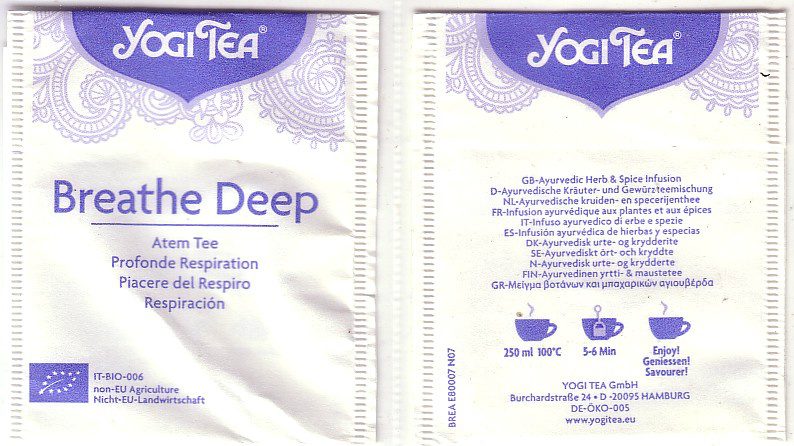 YOGI TEA®
Breathe Deep
Atem Tee
Profonde Respiration
Piacere del Respiro
Respiración
IT-BIO-006
non-EU Agriculture
Nicht-EU-Landwirtschaft
YOGI TEA®
GB-Ayurvedic Herb & Spice Infusion
D-Ayurvedische Kräuter- und Gewürzteemischung
NL-Ayurvedische kruiden- en specerijenthee
FR-Infusion ayurvédique aux plantes et aux épices
IT-Infuso ayurvedico di erbe e spezie
ES-Infusión ayurvédica de hierbas y especias
DK-Ayurvedisk urte- og krydderite
SE-Ayurvediskt ört- och kryddte
N-Ayurvedisk urte- og krydderte
FIN-Ayurvedinen yrtti- & maustetee
GR-Μείγμα βοτάνων και μπαχαρικών αγιουβέρδα
250 ml 100°C
5-6 Min
Enjoy!
Geniessen!
Savourer!
BREA EB0007 N07
YOGI TEA GmbH
Burchardstraße 24 • D -20095 HAMBURG
DE-ÖKO-005
www.yogitea.eu